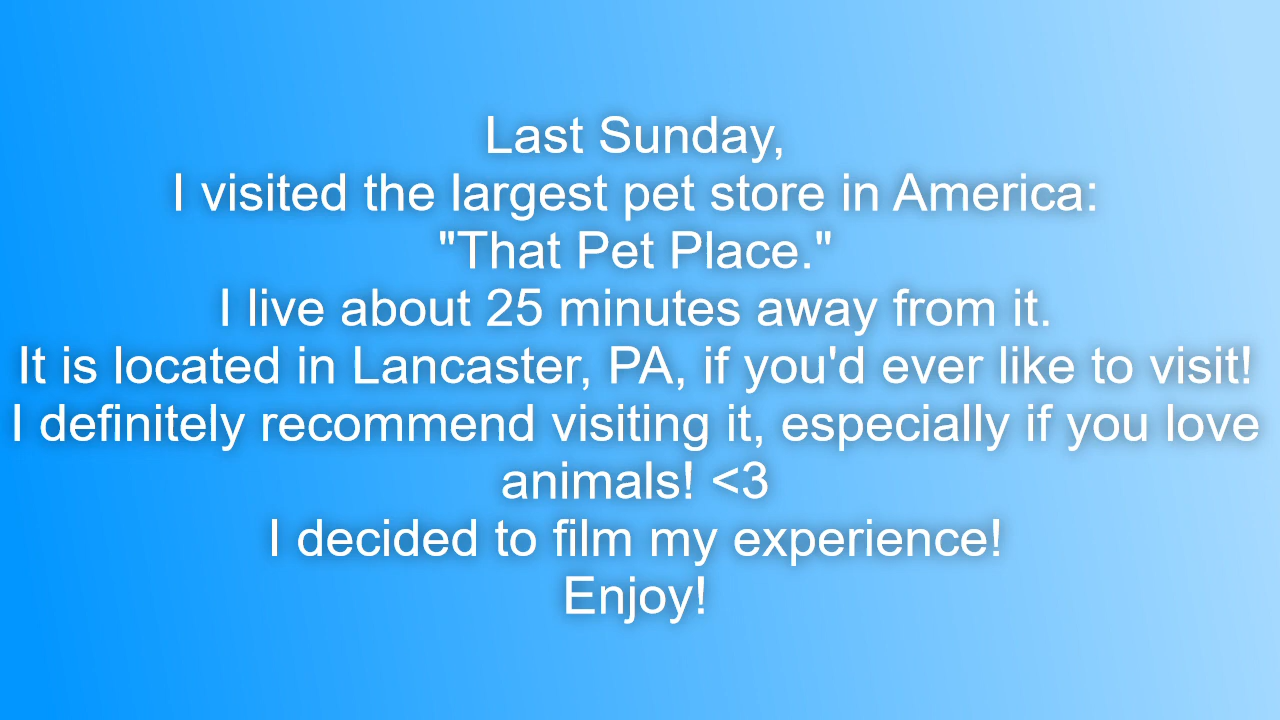 Last Sunday,
I visited the largest pet store in America:
"That Pet Place."
I live about 25 minutes away from it.
It is located in Lancaster, PA, if you'd ever like to visit!
I definitely recommend visiting it, especially if you love
animals! <3
I decided to film my experience!
Enjoy!